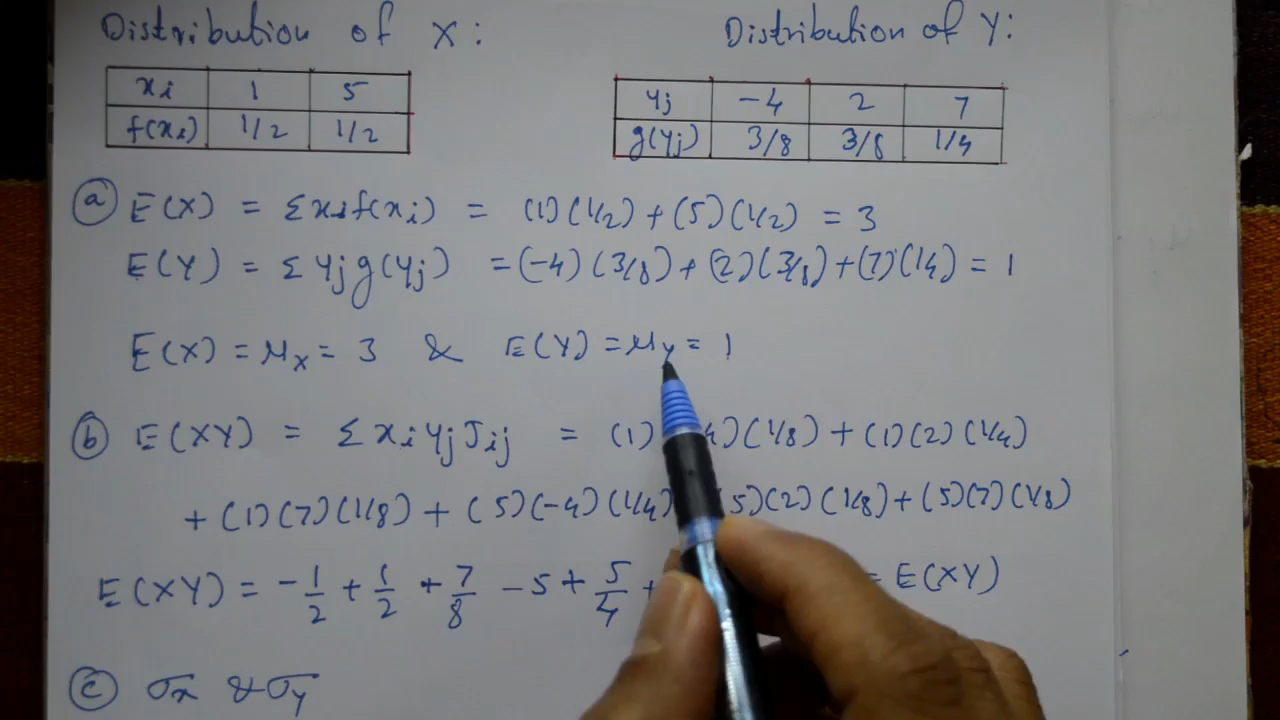 Distribution of X:
Distribution of Y:
xi 1 5
f(xi) 1/2 1/2
yj -4 2 7
g(yj) 3/8 3/8 1/4
(a) E(X) = Σxif(xi) = (1)(1/2)+(5)(1/2) = 3
E(Y) = Σyjg(yj) = (-4)(3/8)+(2)(3/8)+(7)(1/4) = 1
E(X) = μX = 3 & E(Y) = μY = 1
(b) E(XY) = Σxiyj Jij = (1) 4)(1/8) + (1)(2)(1/4)
+ (1)(7)(1/8) + (5)(-4)(1/4) 5)(2)(1/8) + (5)(7)(1/8)
E(XY) = -1/2 + 1/2 + 7/8 - 5 + 5/4 + = E(XY)
(c) σx & σy